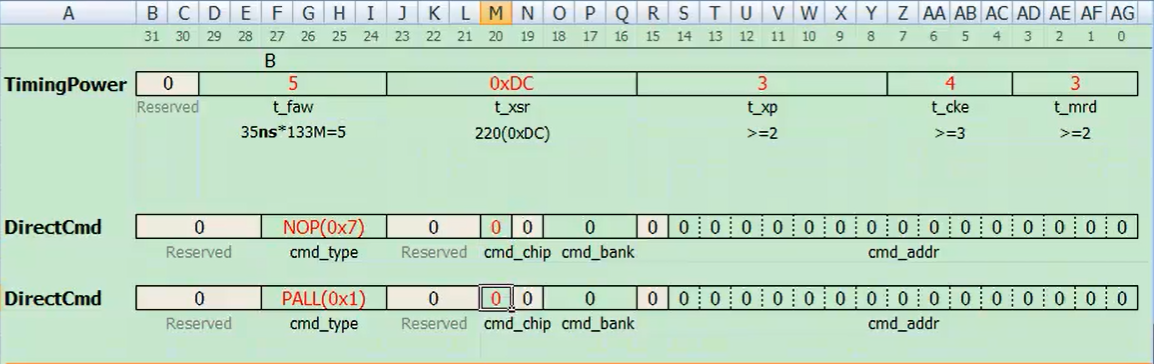 A B C D E F G H I J K L M N O P Q R S T U V W X Y Z AA AB AC AD AE AF AG
31 30 29 28 27 26 25 24 23 22 21 20 19 18 17 16 15 14 13 12 11 10 9 8 7 6 5 4 3 2 1 0
B
TimingPower 0 5 0xDC 3 4 3
Reserved t_faw t_xsr t_xp t_cke t_mrd
35ns*133M=5 220(0xDC) >=2 >=3 >=2
DirectCmd 0 NOP(0x7) 0 0 0 0 0 0 0 0 0 0 0 0 0 0 0 0 0 0 0 0 0
Reserved cmd_type Reserved cmd_chip cmd_bank cmd_addr
DirectCmd 0 PALL(0x1) 0 0 0 0 0 0 0 0 0 0 0 0 0 0 0 0 0 0 0 0 0
Reserved cmd_type Reserved cmd_chip cmd_bank cmd_addr